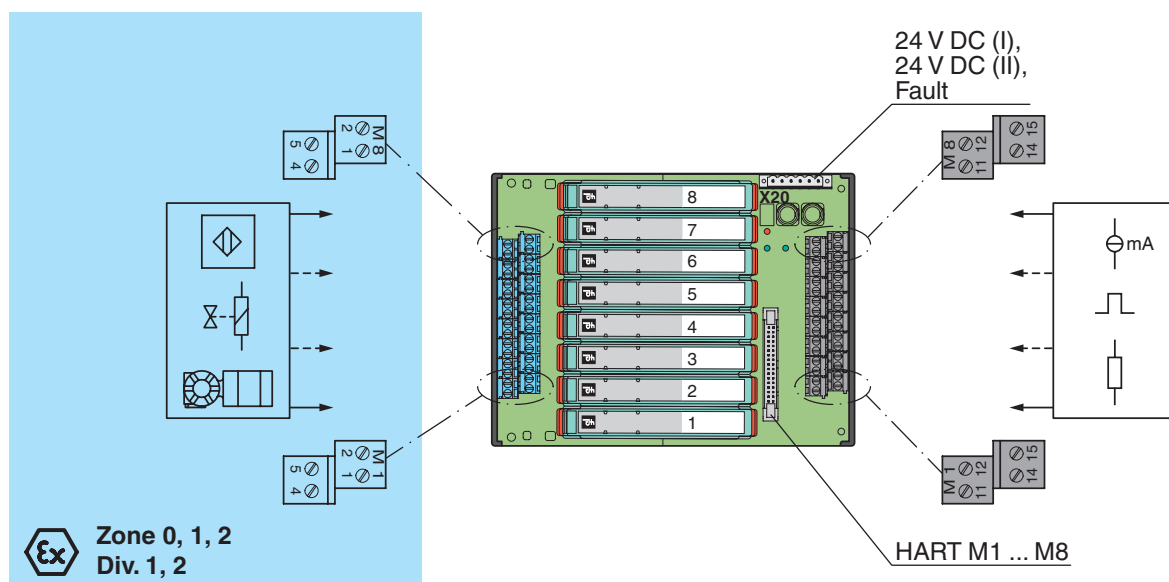 24 V DC (I),
24 V DC (II),
Fault
M 8
2
1
5
4
M 8
12
11
15
14
X20
8
7
6
5
4
3
2
1
mA
M 1
2
1
5
4
M 1
12
11
15
14
Ex
Zone 0, 1, 2
Div. 1, 2
HART M1 ... M8